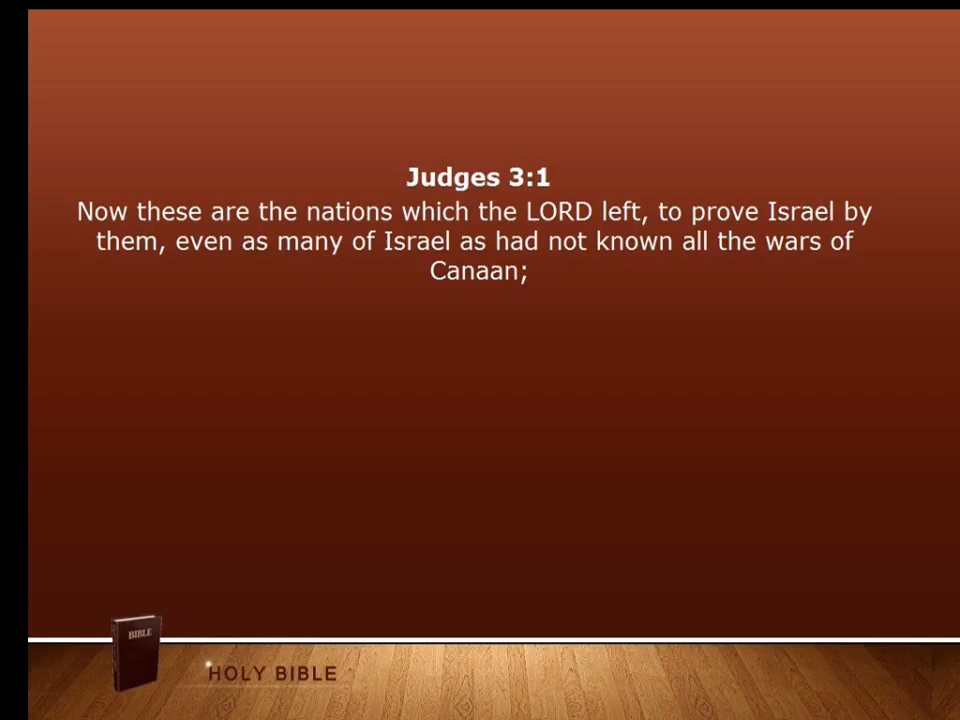 Judges 3:1
Now these are the nations which the LORD left, to prove Israel by
them, even as many of Israel as had not known all the wars of
Canaan;
BIBLE
HOLY BIBLE